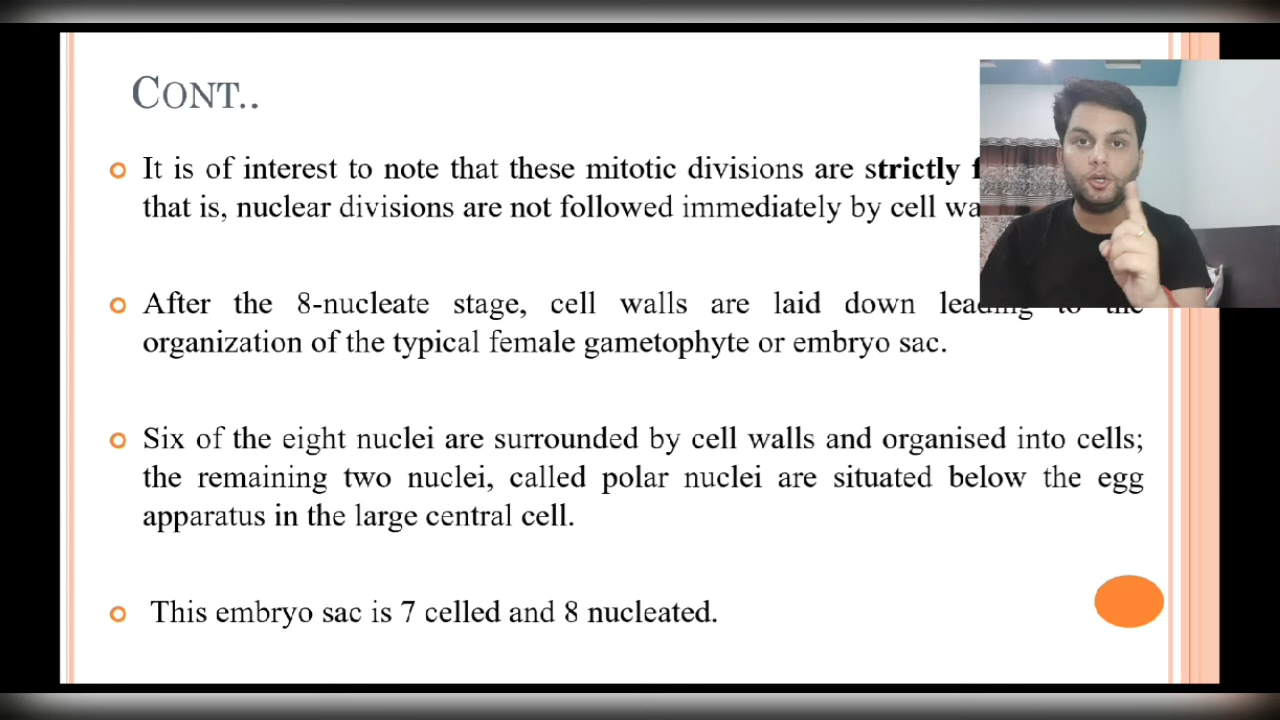 CONT..
It is of interest to note that these mitotic divisions are strictly
that is, nuclear divisions are not followed immediately by cell
After the 8-nucleate stage, cell walls are laid down leading to the
organization of the typical female gametophyte or embryo sac.
Six of the eight nuclei are surrounded by cell walls and organised into cells;
the remaining two nuclei, called polar nuclei are situated below the egg
apparatus in the large central cell.
This embryo sac is 7 celled and 8 nucleated.